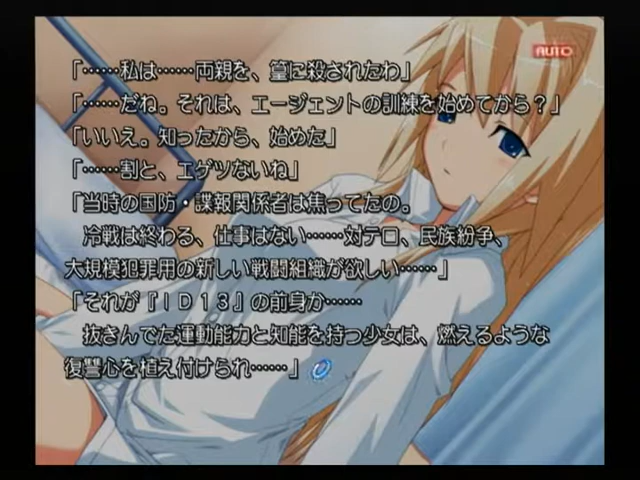 AUTO
「……私は……両親を、篁に殺されたわ」
「……だね。それは、エージェントの訓練を始めてから？」
「いいえ。知ったから、始めた」
「……割と、エゲツないね」
「当時の国防・諜報関係者は焦ってたの。
冷戦は終わる、仕事はない……対テロ、民族紛争、
大規模犯罪用の新しい戦闘組織が欲しい……」
「それが『ＩＤ１３』の前身か……
抜きんでた運動能力と知能を持つ少女は、燃えるような
復讐心を植え付けられ……」